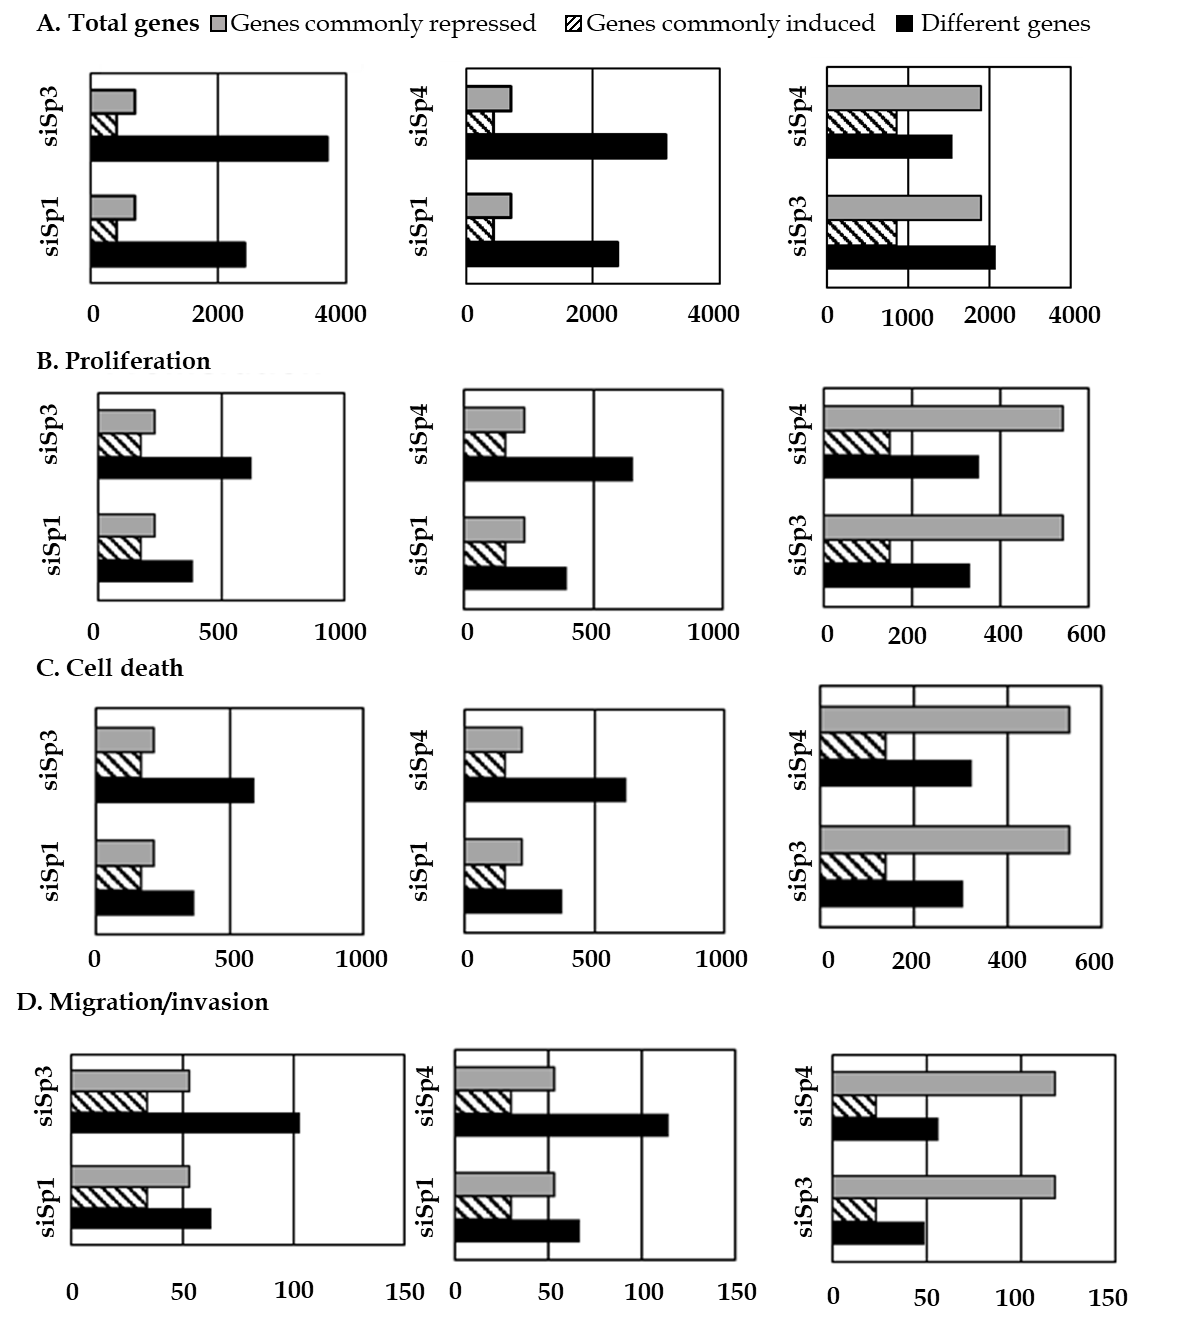 A. Total genes Genes commonly repressed Genes commonly induced Different genes
siSp3
siSp1
0 2000 4000
siSp4
siSp1
0 2000 4000
siSp4
siSp3
0 1000 2000 4000
B. Proliferation
siSp3
siSp1
0 500 1000
siSp4
siSp1
0 500 1000
siSp4
siSp3
0 200 400 600
C. Cell death
siSp3
siSp1
0 500 1000
siSp4
siSp1
0 500 1000
siSp4
siSp3
0 200 400 600
D. Migration/invasion
siSp3
siSp1
0 50 100 150
siSp4
siSp1
0 50 100 150
siSp4
siSp3
0 50 100 150